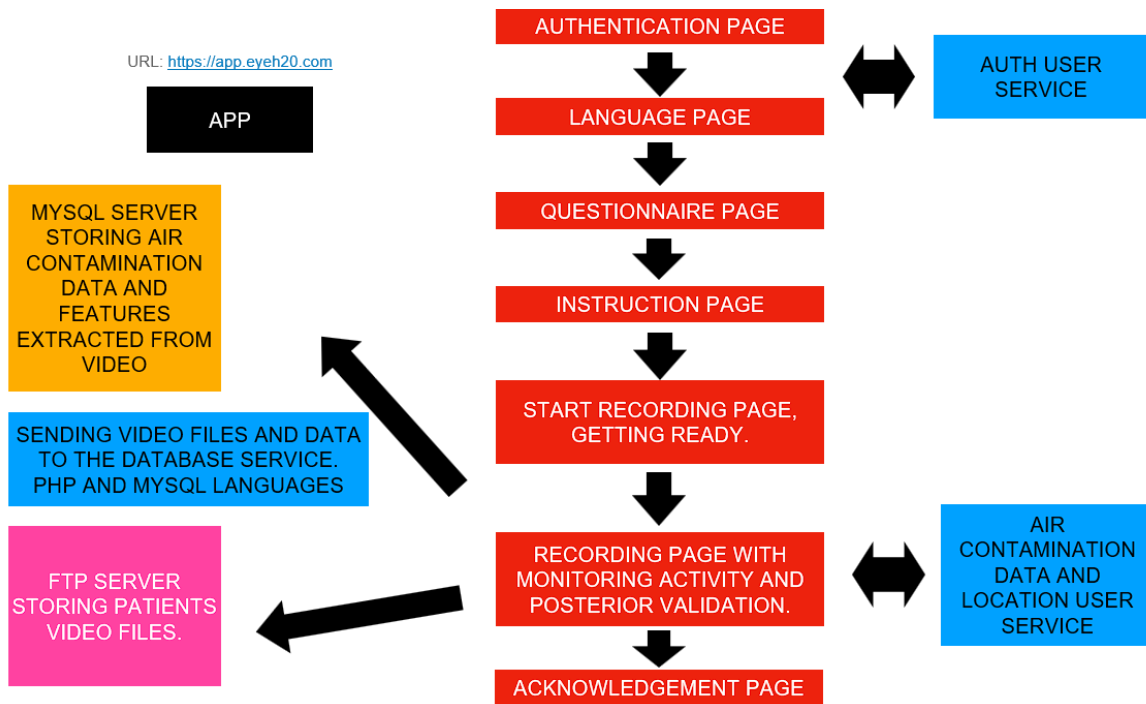 AUTHENTICATION PAGE
URL: https://app.eyeh20.com
AUTH USER
SERVICE
APP
LANGUAGE PAGE
MYSQL SERVER
STORING AIR
CONTAMINATION
DATA AND
FEATURES
EXTRACTED FROM
VIDEO
QUESTIONNAIRE PAGE
INSTRUCTION PAGE
START RECORDING PAGE,
GETTING READY.
SENDING VIDEO FILES AND DATA
TO THE DATABASE SERVICE.
PHP AND MYSQL LANGUAGES
FTP SERVER
STORING PATIENTS
VIDEO FILES.
RECORDING PAGE WITH
MONITORING ACTIVITY AND
POSTERIOR VALIDATION.
AIR
CONTAMINATION
DATA AND
LOCATION USER
SERVICE
ACKNOWLEDGEMENT PAGE